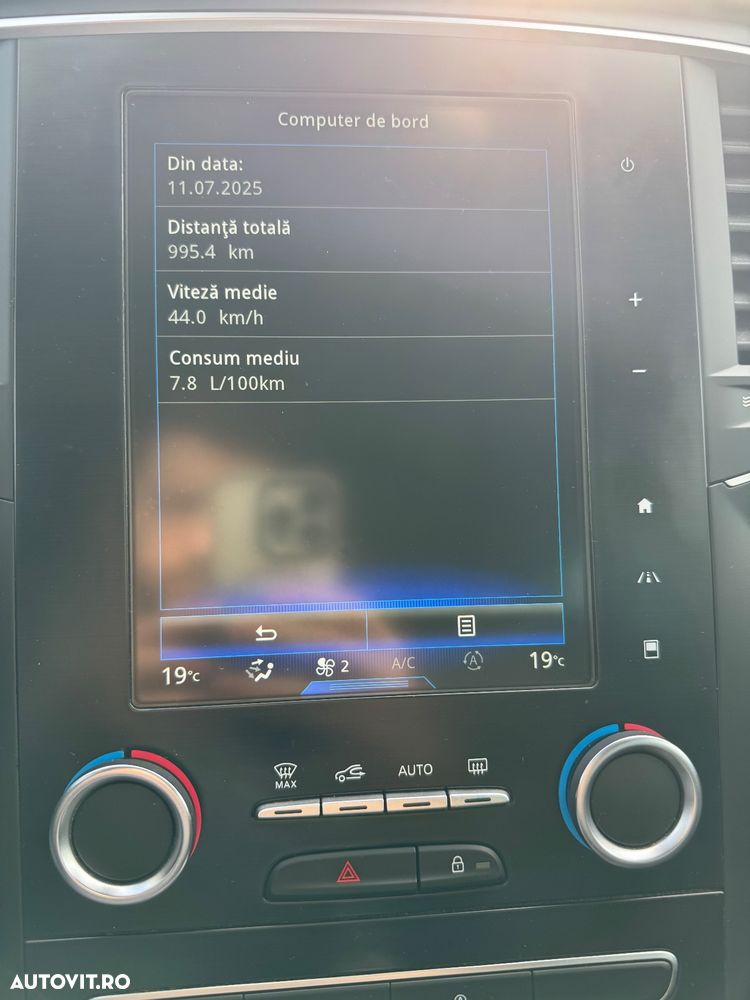 Computer de bord
Din data:
11.07.2025
Distanţă totală
995.4 km
Viteză medie
44.0 km/h
Consum mediu
7.8 L/100km
19°C
2
A/C
A
19°C
MAX
AUTO
AUTOVIT.RO